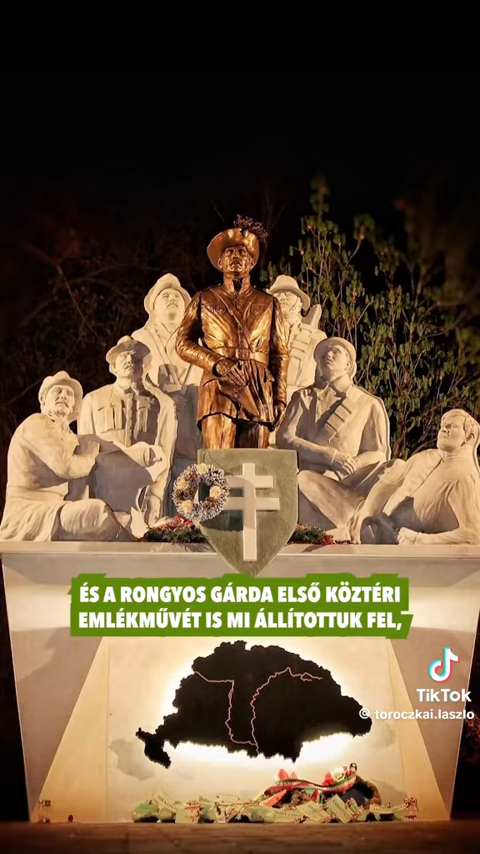 ÉS A RONGYOS GÁRDA ELSŐ KÖZTÉRI
EMLÉKMŰVÉT IS MI ÁLLÍTOTTUK FEL,
TikTok
toroczkai.laszlo